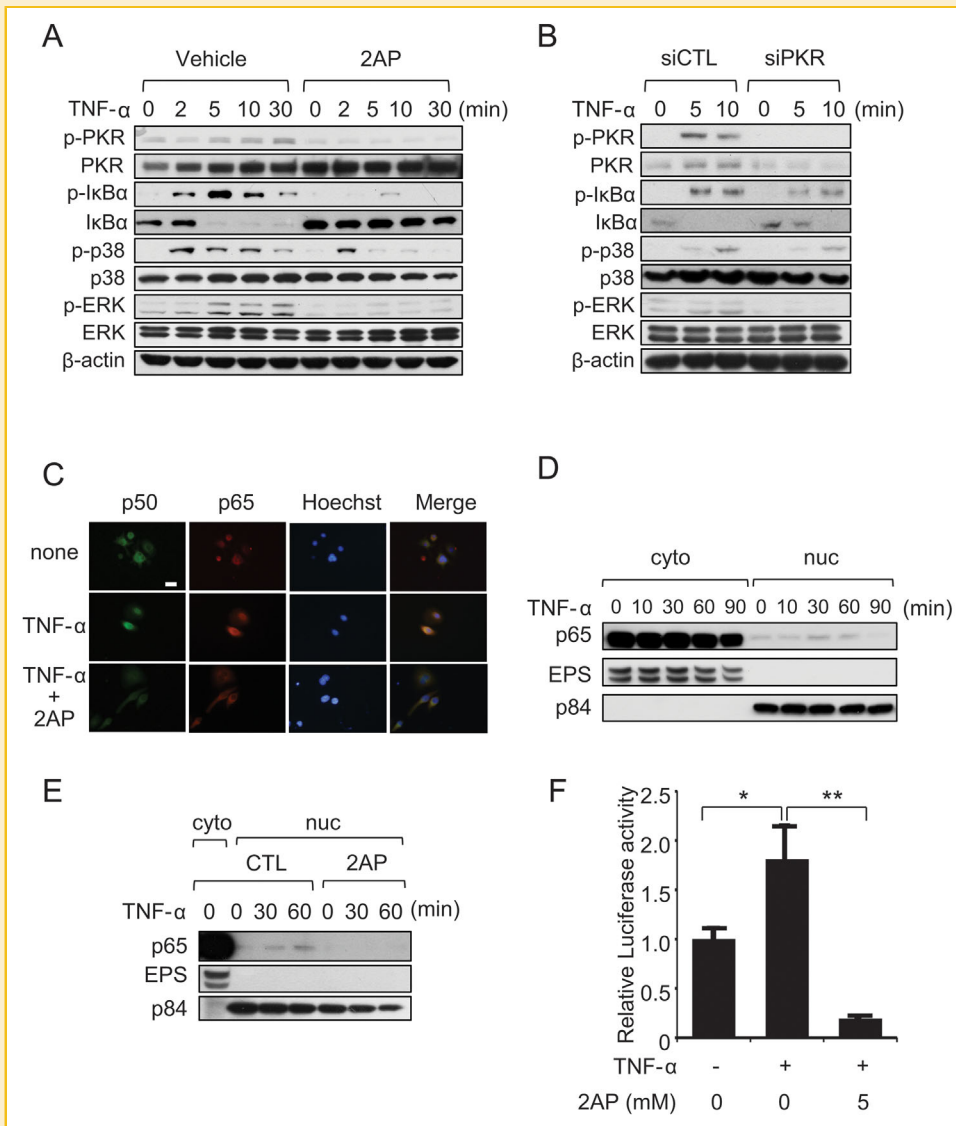 A
Vehicle 2AP
TNF-α 0 2 5 10 30 0 2 5 10 30 (min)
p-PKR
PKR
p-IκBα
IκBα
p-p38
p38
p-ERK
ERK
β-actin
B
siCTL siPKR
TNF-α 0 5 10 0 5 10 (min)
p-PKR
PKR
p-IκBα
IκBα
p-p38
p38
p-ERK
ERK
β-actin
C
p50 p65 Hoechst Merge
none
TNF-α
TNF-α
+
2AP
D
cyto nuc
TNF-α 0 10 30 60 90 0 10 30 60 90 (min)
p65
EPS
p84
E
cyto nuc
CTL 2AP
TNF-α 0 0 30 60 0 30 60 (min)
p65
EPS
p84
F
Relative Luciferase activity
2.5
2.0
1.5
1.0
0.5
0
* **
TNF-α - + +
2AP (mM) 0 0 5